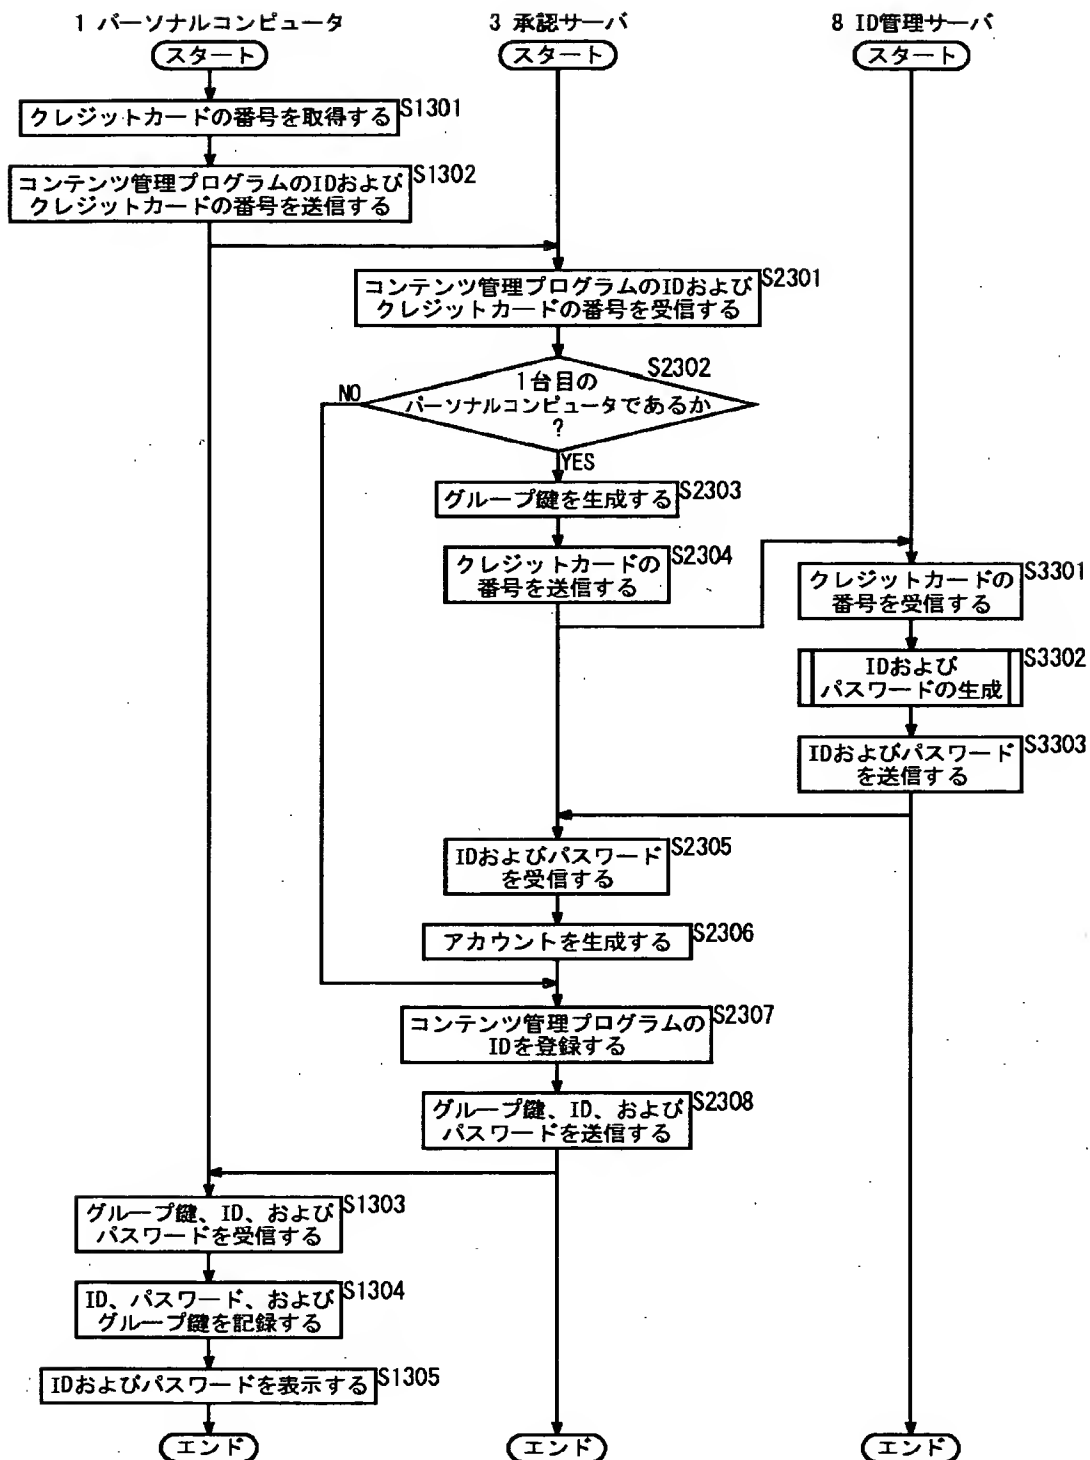 1 パーソナルコンピュータ
3 承認サーバ
8 ID管理サーバ
スタート
スタート
スタート
クレジットカードの番号を取得する
S1301
コンテンツ管理プログラムのIDおよび
クレジットカードの番号を送信する
S1302
コンテンツ管理プログラムのIDおよび
クレジットカードの番号を受信する
S2301
S2302
1台目の
パーソナルコンピュータであるか
?
NO
YES
グループ鍵を生成する
S2303
クレジットカードの
番号を送信する
S2304
クレジットカードの
番号を受信する
S3301
IDおよび
パスワードの生成
S3302
IDおよびパスワード
を送信する
S3303
IDおよびパスワード
を受信する
S2305
アカウントを生成する
S2306
コンテンツ管理プログラムの
IDを登録する
S2307
グループ鍵、ID、および
パスワードを送信する
S2308
グループ鍵、ID、および
パスワードを受信する
S1303
ID、パスワード、および
グループ鍵を記録する
S1304
IDおよびパスワードを表示する
S1305
エンド
エンド
エンド